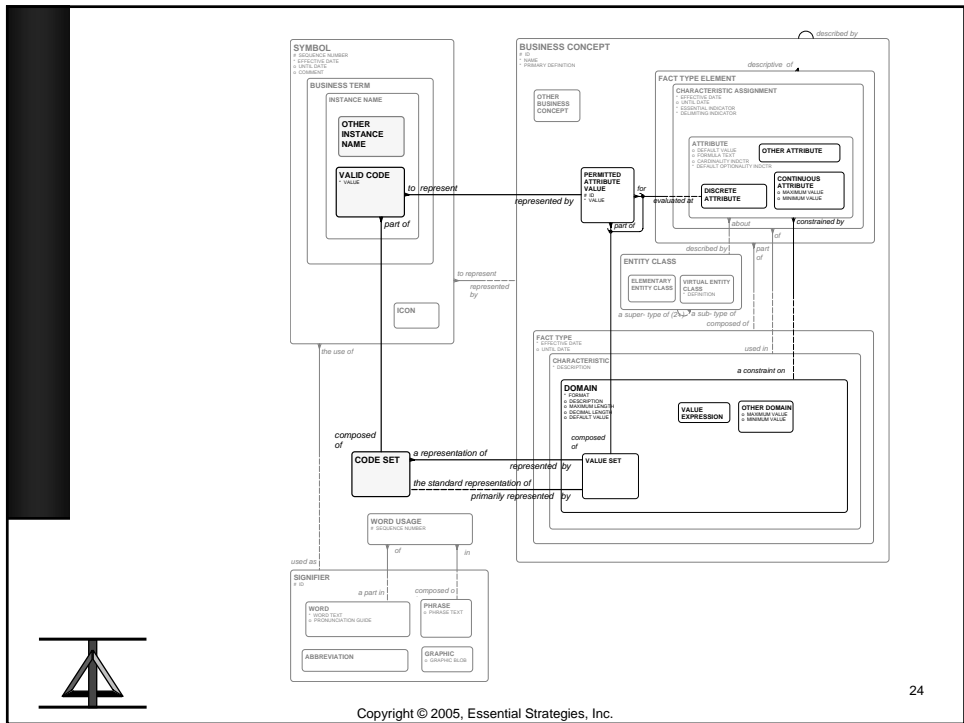 described by
SYMBOL
# SEQUENCE NUMBER
* EFFECTIVE DATE
o UNTIL DATE
o COMMENT
BUSINESS TERM
INSTANCE NAME
OTHER
INSTANCE
NAME
VALID CODE
* VALUE
to represent
represented by
part of
ICON
the use of
to represent
represented
by
BUSINESS CONCEPT
# ID
* NAME
* PRIMARY DEFINITION
OTHER
BUSINESS
CONCEPT
descriptive of
FACT TYPE ELEMENT
CHARACTERISTIC ASSIGNMENT
* EFFECTIVE DATE
o UNTIL DATE
* ESSENTIAL INDICATOR
* DELIMITING INDICATOR
ATTRIBUTE
o DEFAULT VALUE
o FORMULA TEXT
o CARDINALITY INDCTR
* DEFAULT OPTIONALITY INDCTR
OTHER ATTRIBUTE
PERMITTED
ATTRIBUTE
VALUE
# ID
* VALUE
for
evaluated at
part of
DISCRETE
ATTRIBUTE
CONTINUOUS
ATTRIBUTE
o MAXIMUM VALUE
o MINIMUM VALUE
about
constrained by
of
described by
part
of
ENTITY CLASS
ELEMENTARY
ENTITY CLASS
VIRTUAL ENTITY
CLASS
* DEFINITION
a super- type of (2+)
a sub- type of
composed of
used in
FACT TYPE
* EFFECTIVE DATE
o UNTIL DATE
CHARACTERISTIC
* DESCRIPTION
a constraint on
DOMAIN
* FORMAT
o DESCRIPTION
o MAXIMUM LENGTH
o DECIMAL LENGTH
o DEFAULT VALUE
VALUE
EXPRESSION
OTHER DOMAIN
o MAXIMUM VALUE
o MINIMUM VALUE
composed
of
composed
of
CODE SET
a representation of
represented by
VALUE SET
the standard representation of
primarily represented by
WORD USAGE
# SEQUENCE NUMBER
of
in
used as
SIGNIFIER
# ID
a part in
composed o
WORD
* WORD TEXT
o PRONUNCIATION GUIDE
PHRASE
o PHRASE TEXT
ABBREVIATION
GRAPHIC
o GRAPHIC BLOB
24
Copyright © 2005, Essential Strategies, Inc.